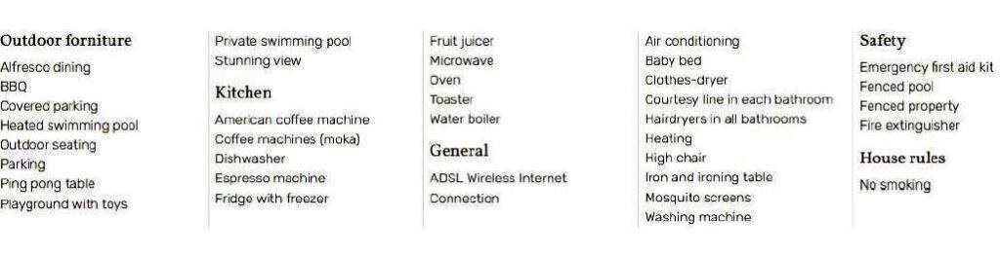 Outdoor forniture
Alfresco dining
BBQ
Covered parking
Heated swimming pool
Outdoor seating
Parking
Ping pong table
Playground with toys
Private swimming pool
Stunning view
Kitchen
American coffee machine
Coffee machines (moka)
Dishwasher
Espresso machine
Fridge with freezer
Fruit juicer
Microwave
Oven
Toaster
Water boiler
General
ADSL Wireless Internet
Connection
Air conditioning
Baby bed
Clothes-dryer
Courtesy line in each bathroom
Hairdryers in all bathrooms
Heating
High chair
Iron and ironing table
Mosquito screens
Washing machine
Safety
Emergency first aid kit
Fenced pool
Fenced property
Fire extinguisher
House rules
No smoking